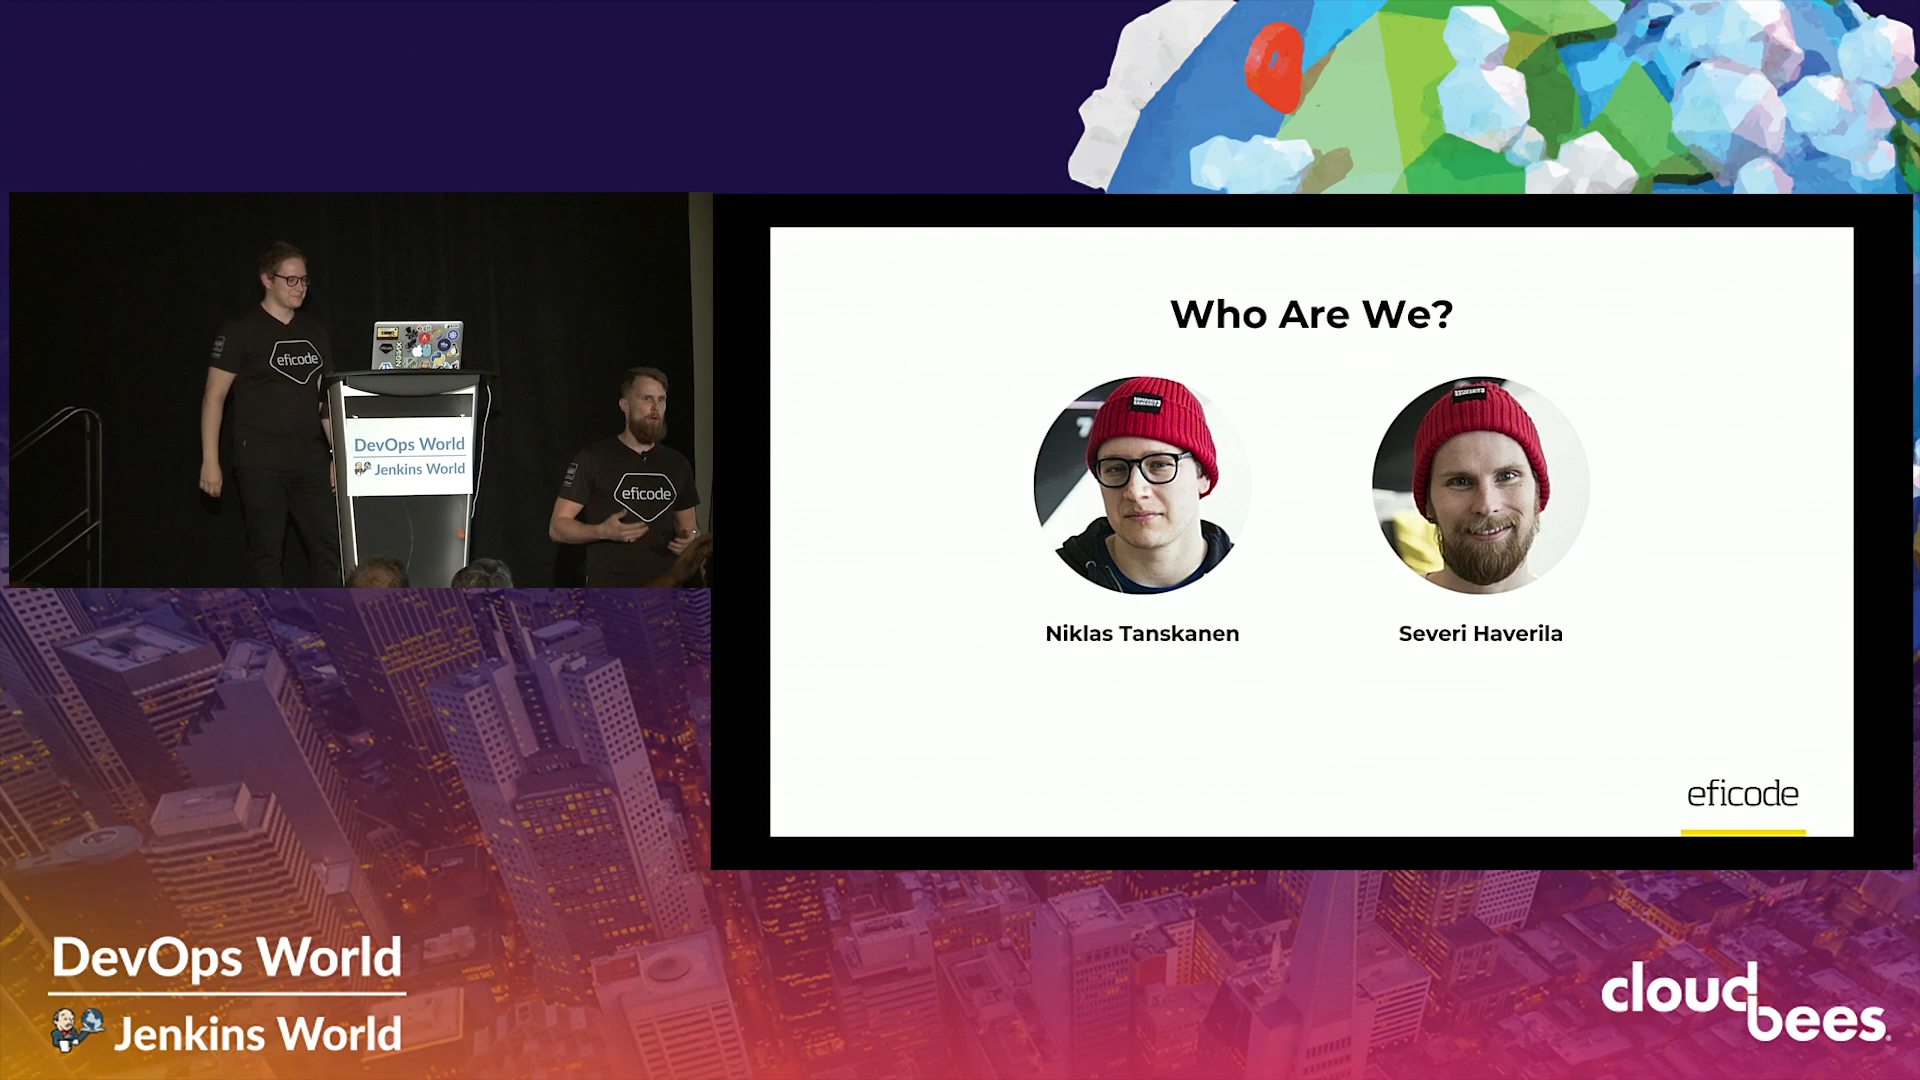 eficode
DevOps World
Jenkins World
eficode
Who Are We?
Niklas Tanskanen
Severi Haverila
eficode
DevOps World
Jenkins World
cloudbees